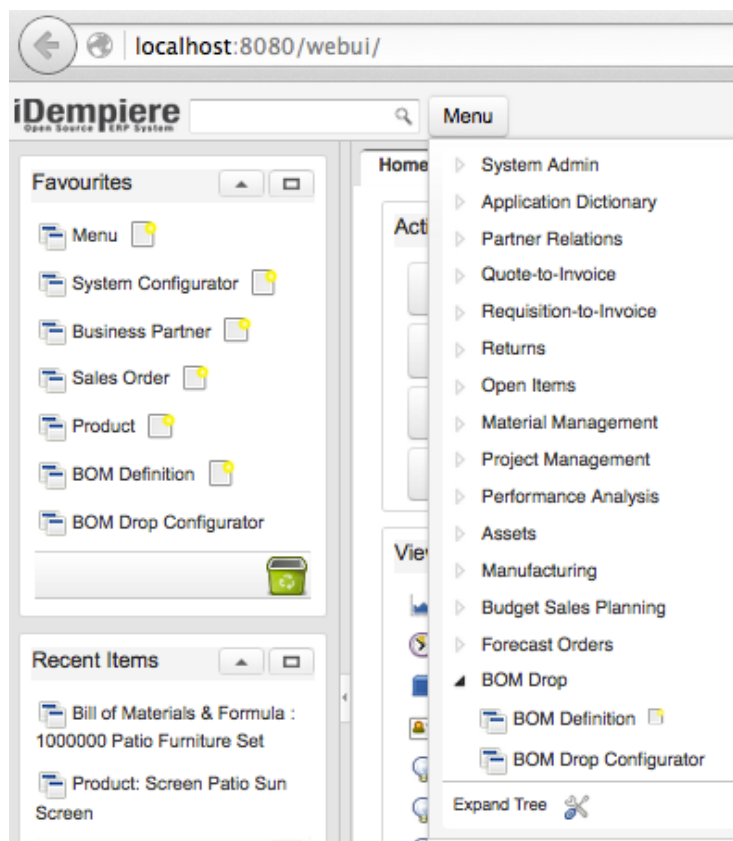 localhost:8080/webui/
iDempiere
Open Source ERP System
Menu
Favourites
Menu
System Configurator
Business Partner
Sales Order
Product
BOM Definition
BOM Drop Configurator
Recent Items
Bill of Materials & Formula :
1000000 Patio Furniture Set
Product: Screen Patio Sun
Screen
Home
Acti
View
System Admin
Application Dictionary
Partner Relations
Quote-to-Invoice
Requisition-to-Invoice
Returns
Open Items
Material Management
Project Management
Performance Analysis
Assets
Manufacturing
Budget Sales Planning
Forecast Orders
BOM Drop
BOM Definition
BOM Drop Configurator
Expand Tree